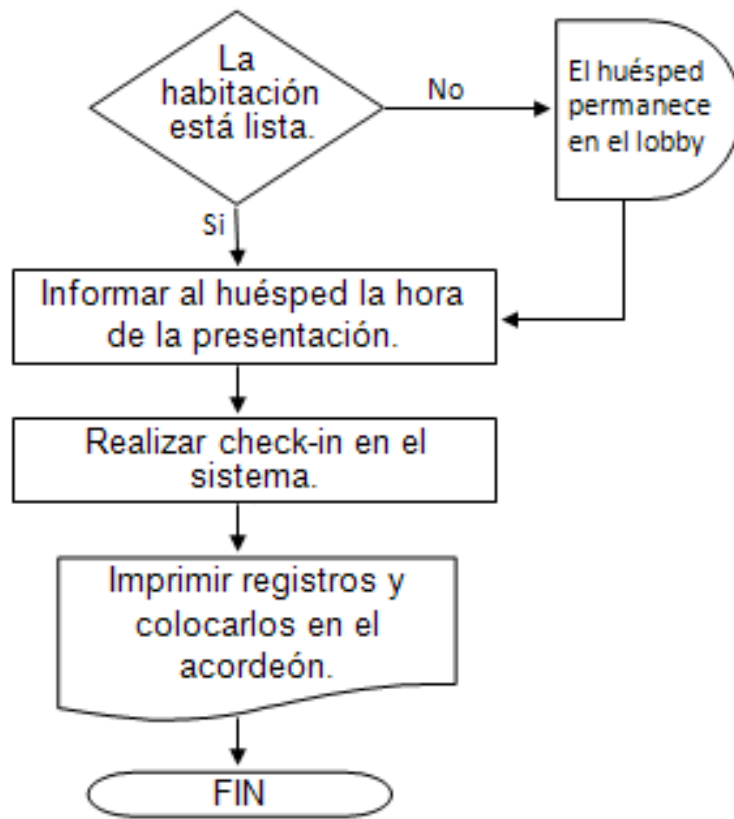 La
habitación
está lista.
No
El huésped
permanece
en el lobby
Si
Informar al huésped la hora
de la presentación.
Realizar check-in en el
sistema.
Imprimir registros y
colocarlos en el
acordeón.
FIN